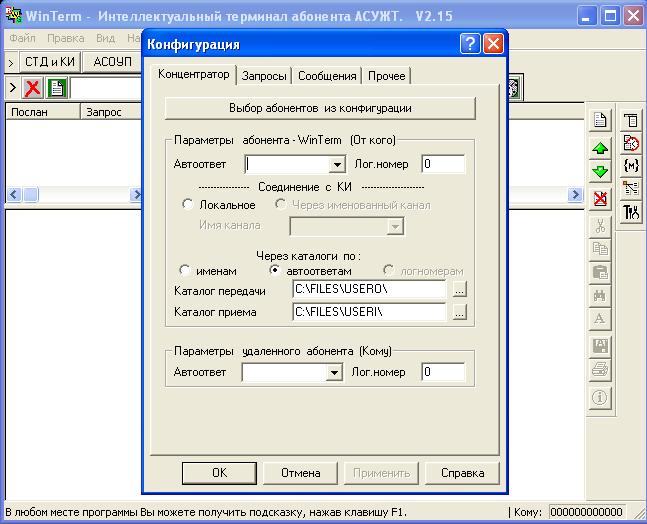 WinTerm - Интеллектуальный терминал абонента АСУЖТ. V2.15
Файл Правка Вид
СТД и КИ АСОУП
Послан Запрос
Конфигурация
Концентратор Запросы Сообщения Прочее
Выбор абонентов из конфигурации
Параметры абонента - WinTerm (От кого)
Автоответ Лог.номер 0
---------------- Соединение с КИ --------------------
Локальное Через именованный канал
Имя канала
Через каталоги по :
именам автоответам логномерам
Каталог передачи C:\FILES\USERO\ ...
Каталог приема C:\FILES\USERI\ ...
Параметры удаленного абонента (Кому)
Автоответ Лог.номер 0
ОК Отмена Применить Справка
В любом месте программы Вы можете получить подсказку, нажав клавишу F1. Кому: 000000000000